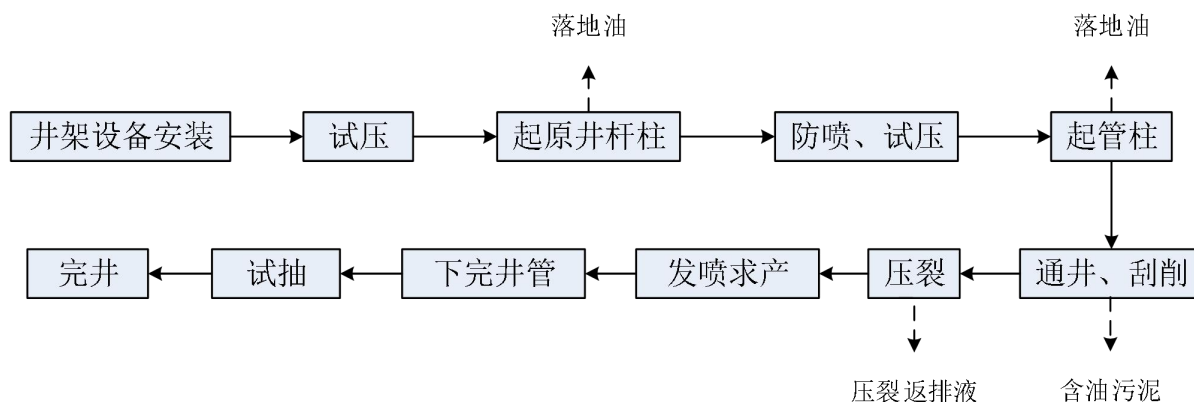 落地油
落地油
井架设备安装
试压
起原井杆柱
防喷、试压
起管柱
完井
试抽
下完井管
发喷求产
压裂
通井、刮削
压裂返排液
含油污泥